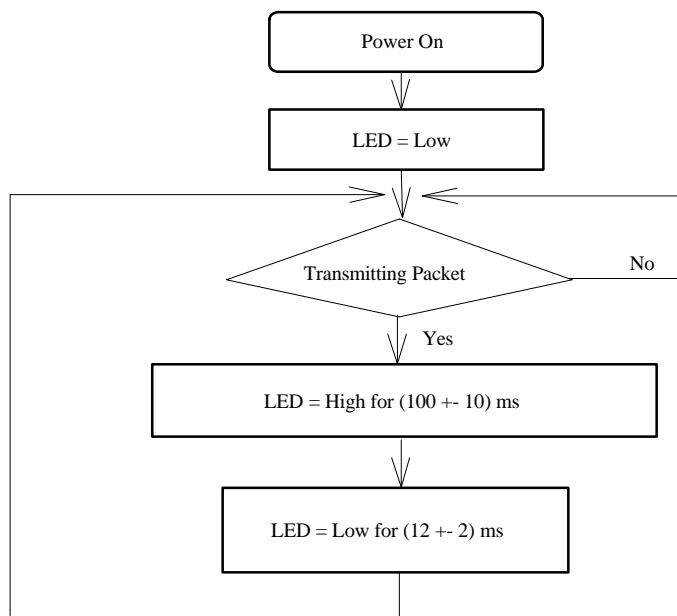 Power On
LED = Low
Transmitting Packet
No
Yes
LED = High for (100 +- 10) ms
LED = Low for (12 +- 2) ms